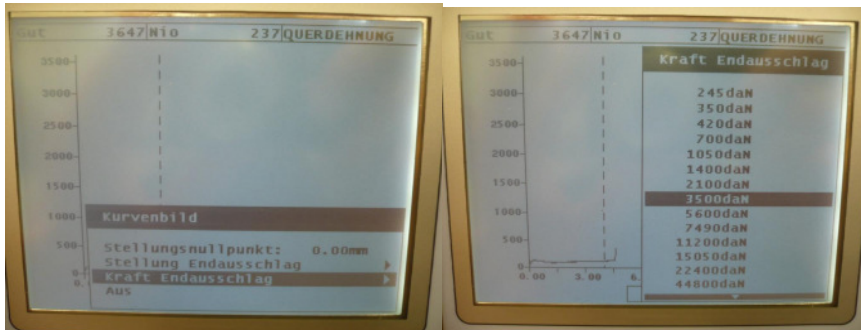 Gut 3647 Nio 237 QUERDEHNUNG
3500
3000
2500
2000
1500
1000
500
0
Kurvenbild
Stellungsnullpunkt: 0.00mm
Stellung Endausschlag
Kraft Endausschlag
Aus
Gut 3647 Nio 237 QUERDEHNUNG
3500
3000
2500
2000
1500
1000
500
0
0.00 3.00 6.
Kraft Endausschlag
245daN
350daN
420daN
700daN
1050daN
1400daN
2100daN
3500daN
5600daN
7490daN
11200daN
15050daN
22400daN
44800daN